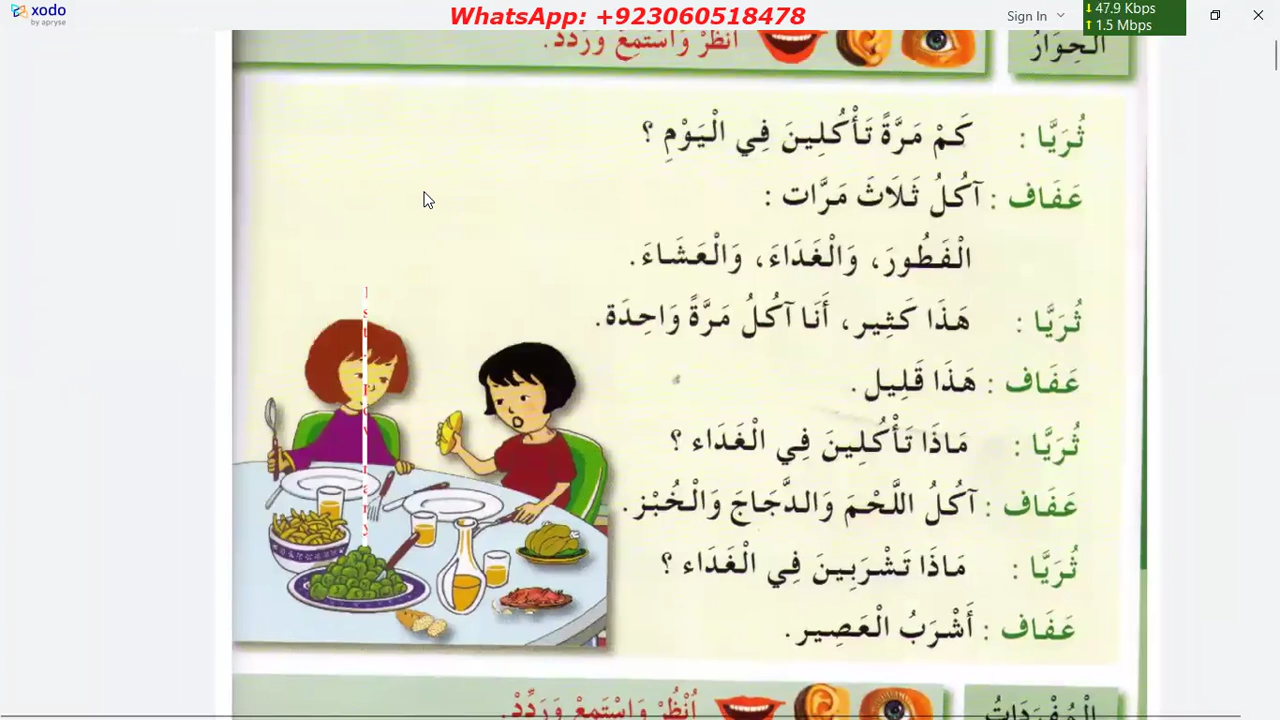 xodo
by apryse
WhatsApp: +923060518478
Sign In
↓ 47.9 Kbps
↑ 1.5 Mbps
الْحِوَارُ
اُنْظُرْ وَاسْتَمِعْ وَرَدِّدْ.
ثُرَيَّا : كَمْ مَرَّةً تَأْكُلِينَ فِي الْيَوْمِ ؟
عَفَاف : آكُلُ ثَلَاثَ مَرَّات :
الْفَطُورَ، وَالْغَدَاءَ، وَالْعَشَاءَ.
ثُرَيَّا : هَذَا كَثِير، أَنَا آكُلُ مَرَّةً وَاحِدَة.
عَفَاف : هَذَا قَلِيل.
ثُرَيَّا : مَاذَا تَأْكُلِينَ فِي الْغَدَاء ؟
عَفَاف : آكُلُ اللَّحْمَ وَالدَّجَاجَ وَالْخُبْز.
ثُرَيَّا : مَاذَا تَشْرَبِينَ فِي الْغَدَاء ؟
عَفَاف : أَشْرَبُ الْعَصِير.
الْمُفْرَدَاتُ
اُنْظُرْ وَاسْتَمِعْ وَرَدِّدْ.